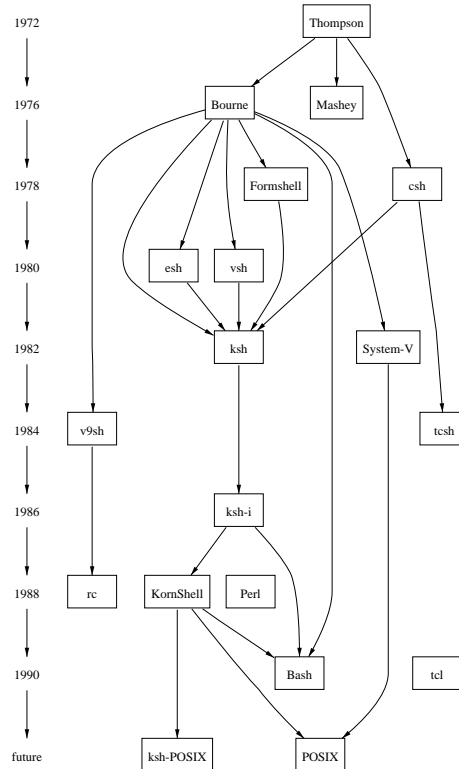 1972
Thompson
1976
Bourne
Mashey
1978
Formshell
csh
1980
esh
vsh
1982
ksh
System-V
1984
v9sh
tcsh
1986
ksh-i
1988
rc
KornShell
Perl
1990
Bash
tcl
future
ksh-POSIX
POSIX